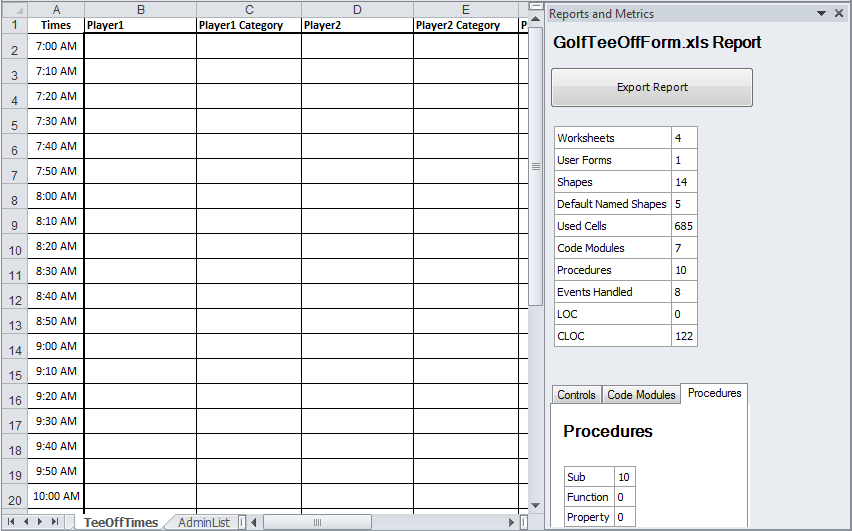 A B C D E
1 Times Player1 Player1 Category Player2 Player2 Category P
2 7:00 AM
3 7:10 AM
4 7:20 AM
5 7:30 AM
6 7:40 AM
7 7:50 AM
8 8:00 AM
9 8:10 AM
10 8:20 AM
11 8:30 AM
12 8:40 AM
13 8:50 AM
14 9:00 AM
15 9:10 AM
16 9:20 AM
17 9:30 AM
18 9:40 AM
19 9:50 AM
20 10:00 AM
TeeOffTimes AdminList
Reports and Metrics
GolfTeeOffForm.xls Report
Export Report
Worksheets 4
User Forms 1
Shapes 14
Default Named Shapes 5
Used Cells 685
Code Modules 7
Procedures 10
Events Handled 8
LOC 0
CLOC 122
Controls Code Modules Procedures
Procedures
Sub 10
Function 0
Property 0